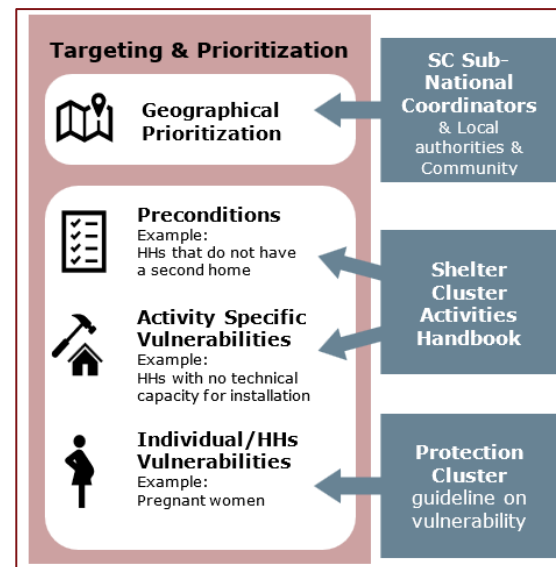 Targeting & Prioritization
Geographical
Prioritization
SC Sub-
National
Coordinators
& Local
authorities &
Community
Preconditions
Example:
HHs that do not have
a second home
Activity Specific
Vulnerabilities
Example:
HHs with no technical
capacity for installation
Shelter
Cluster
Activities
Handbook
Individual/HHs
Vulnerabilities
Example:
Pregnant women
Protection
Cluster
guideline on
vulnerability